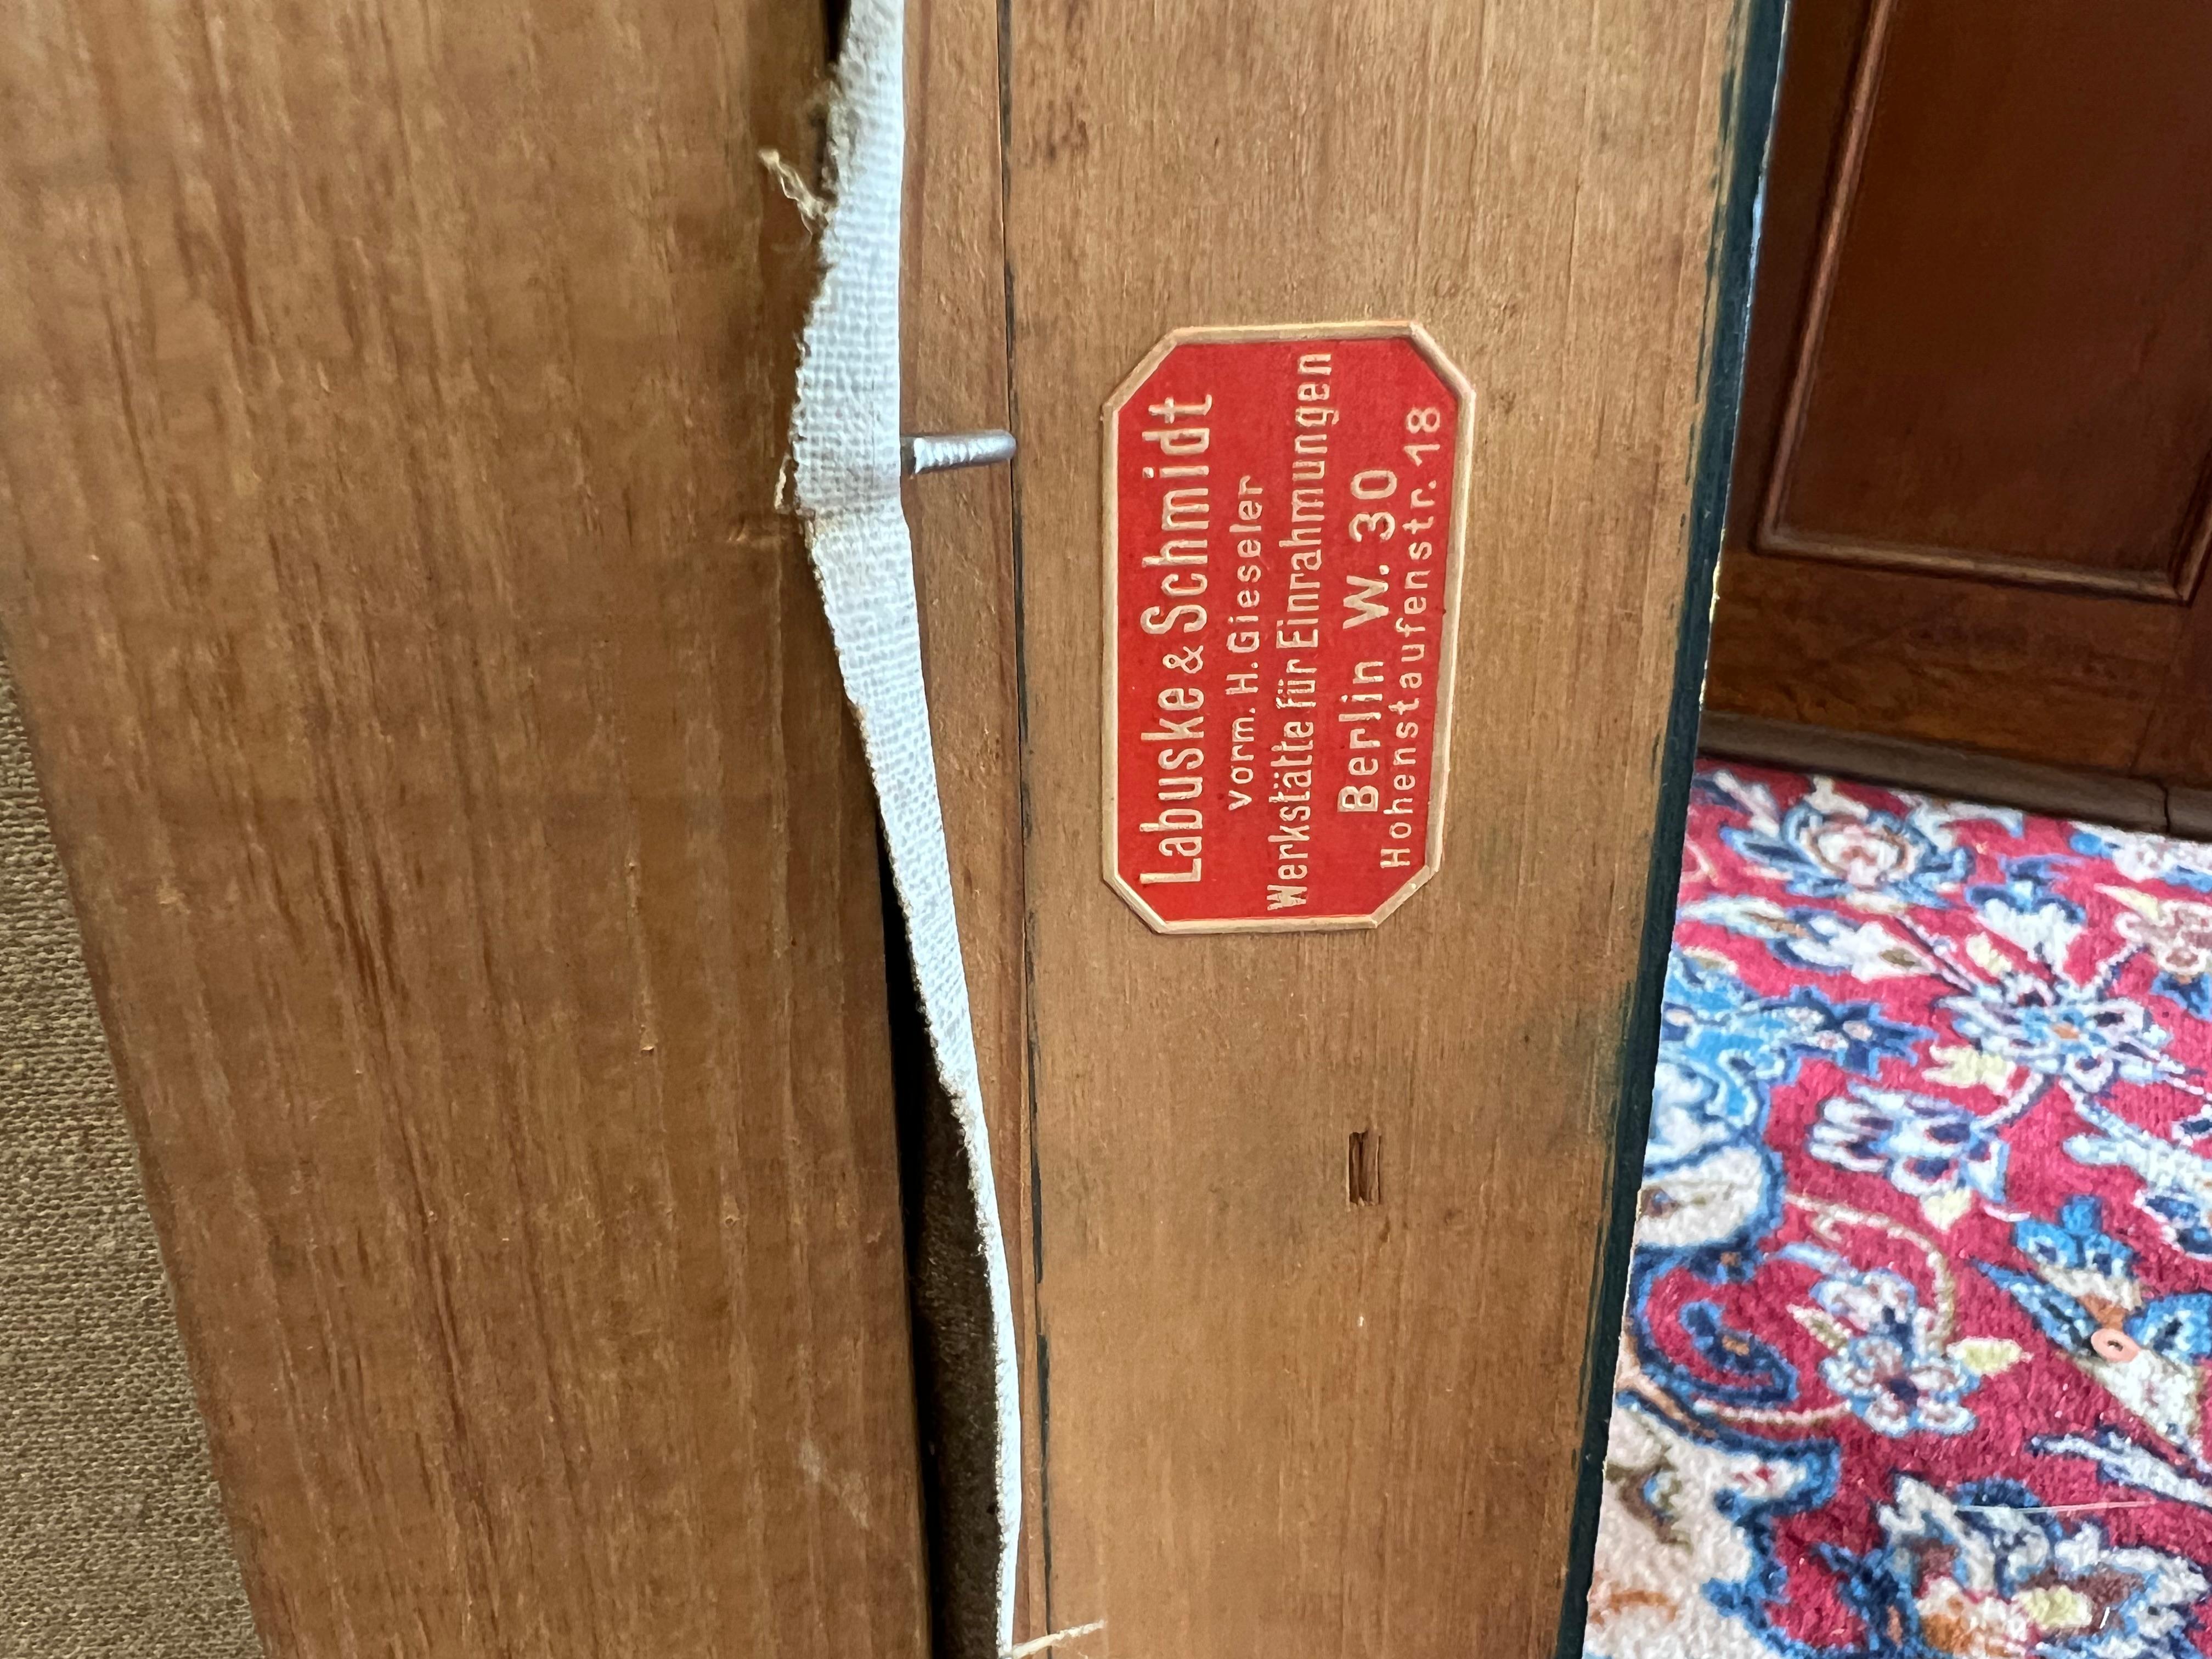 Labuske & Schmidt
vorm. H. Gieseler
Werkstätte für Einrahmungen
Berlin W. 30
Hohenstaufenstr. 18